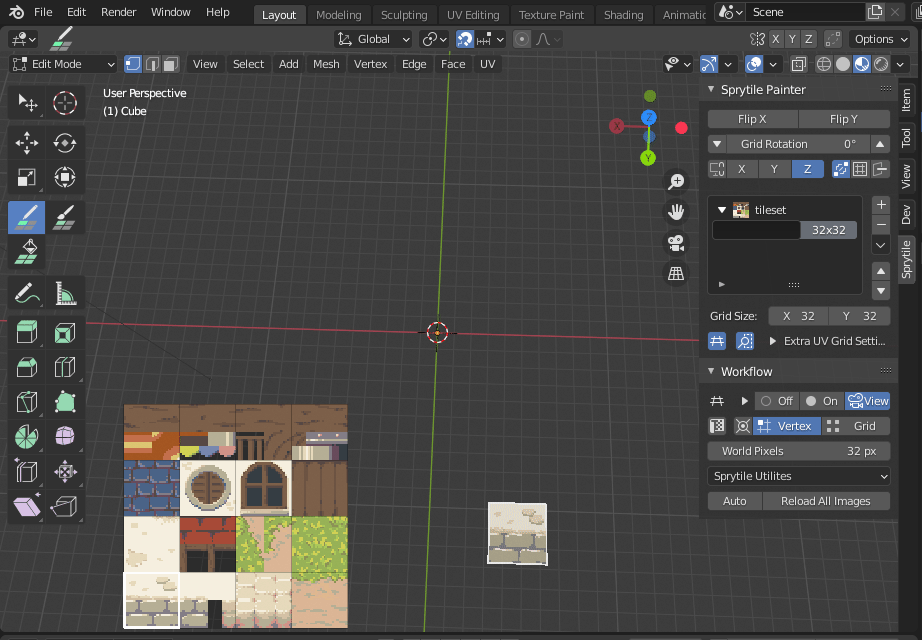 File Edit Render Window Help Layout Modeling Sculpting UV Editing Texture Paint Shading Scene
Global X Y Z Options
Edit Mode View Select Add Mesh Vertex Edge Face UV
User Perspective
(1) Cube
X
Z
Y
Sprytile Painter
Flip X Flip Y
Grid Rotation 0°
X Y Z
tileset
32x32
Grid Size: X 32 Y 32
Extra UV Grid Setti...
Workflow
Off On View
Vertex Grid
World Pixels 32 px
Sprytile Utilites
Auto Reload All Images
Item
Tool
View
Dev
Sprytile